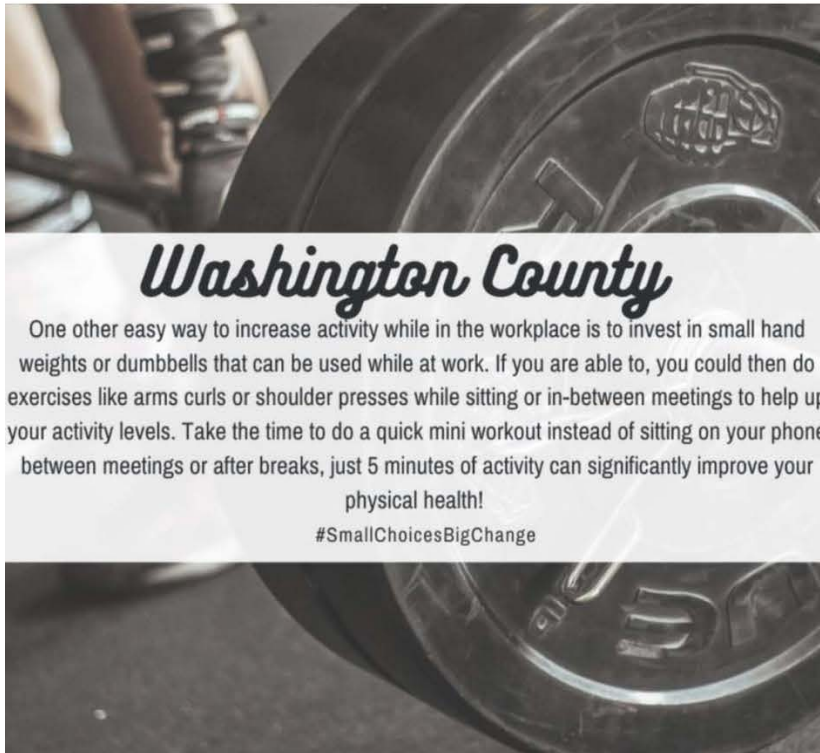 Washington County
One other easy way to increase activity while in the workplace is to invest in small hand
weights or dumbbells that can be used while at work. If you are able to, you could then do
exercises like arms curls or shoulder presses while sitting or in-between meetings to help up
your activity levels. Take the time to do a quick mini workout instead of sitting on your phone
between meetings or after breaks, just 5 minutes of activity can significantly improve your
physical health!
#SmallChoicesBigChange